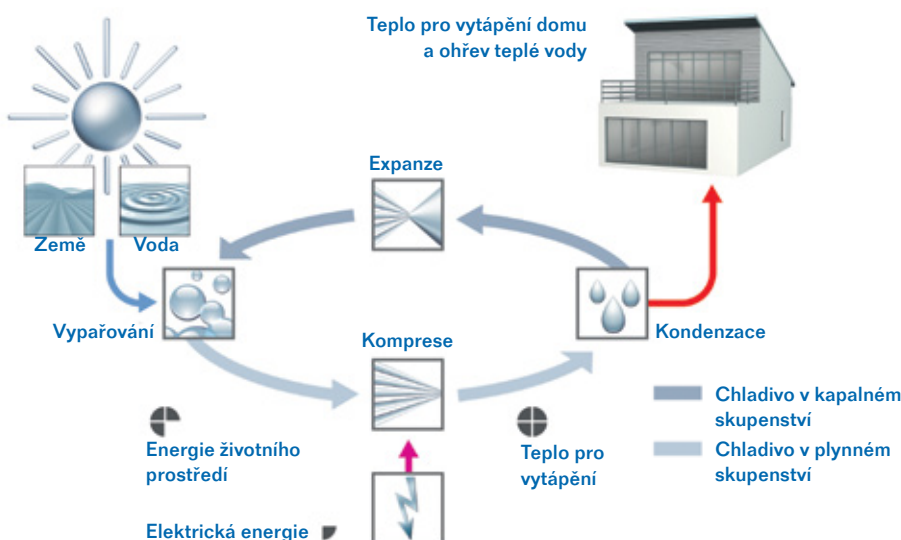 Teplo pro vytápění domu
a ohřev teplé vody
Expanze
Země
Voda
Vypařování
Komprese
Kondenzace
Chladivo v kapalném
skupenství
Chladivo v plynném
skupenství
Energie životního
prostředí
Teplo pro
vytápění
Elektrická energie